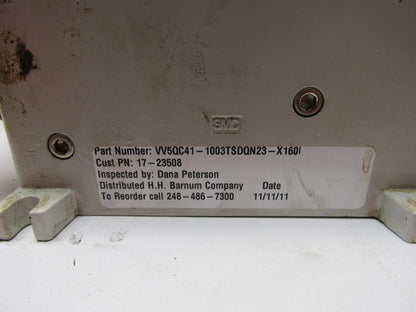 SMC
Part Number: VV5QC41-1003TSDQN23-X160
Cust PN: 17-23508
Inspected by: Dana Peterson
Distributed H.H. Barnum Company Date
To Reorder call 248-486-7300 11/11/11